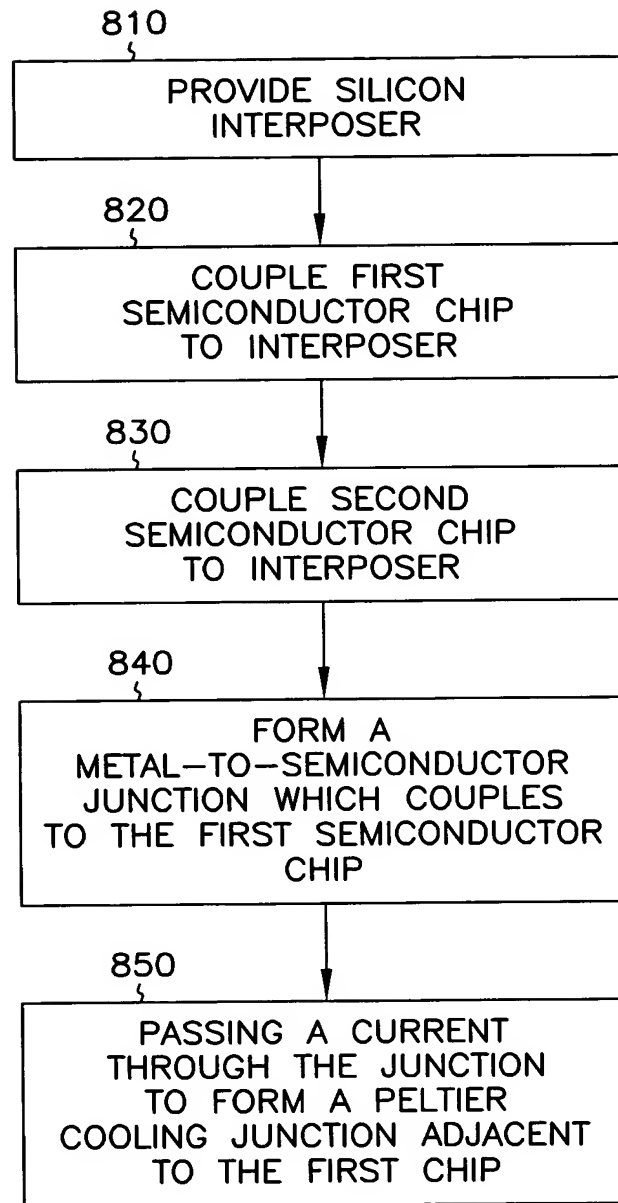 810
PROVIDE SILICON
INTERPOSER
820
COUPLE FIRST
SEMICONDUCTOR CHIP
TO INTERPOSER
830
COUPLE SECOND
SEMICONDUCTOR CHIP
TO INTERPOSER
840
FORM A
METAL-TO-SEMICONDUCTOR
JUNCTION WHICH COUPLES
TO THE FIRST SEMICONDUCTOR
CHIP
850
PASSING A CURRENT
THROUGH THE JUNCTION
TO FORM A PELTIER
COOLING JUNCTION ADJACENT
TO THE FIRST CHIP